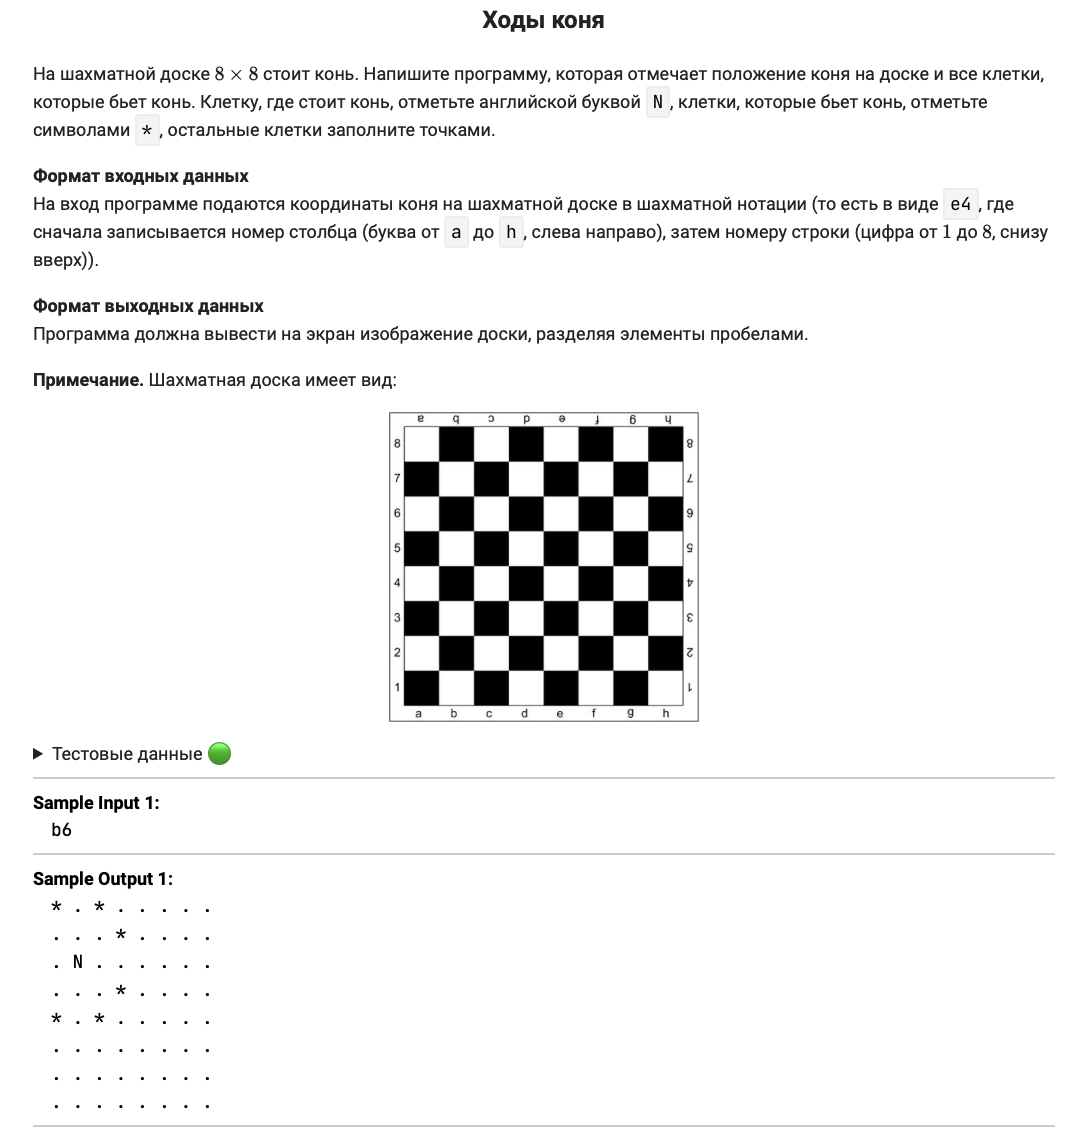 Ходы коня
На шахматной доске 8 × 8 стоит конь. Напишите программу, которая отмечает положение коня на доске и все клетки,
которые бьет конь. Клетку, где стоит конь, отметьте английской буквой N , клетки, которые бьет конь, отметьте
символами * , остальные клетки заполните точками.
Формат входных данных
На вход программе подаются координаты коня на шахматной доске в шахматной нотации (то есть в виде e4 , где
сначала записывается номер столбца (буква от a до h , слева направо), затем номеру строки (цифра от 1 до 8, снизу
вверх)).
Формат выходных данных
Программа должна вывести на экран изображение доски, разделяя элементы пробелами.
Примечание. Шахматная доска имеет вид:
a b c d e f g h
8 8
7 7
6 6
5 5
4 4
3 3
2 2
1 1
a b c d e f g h
Тестовые данные
Sample Input 1:
b6
Sample Output 1:
* . * . . . . .
. . . * . . . .
. N . . . . . .
. . . * . . . .
* . * . . . . .
. . . . . . . .
. . . . . . . .
. . . . . . . .